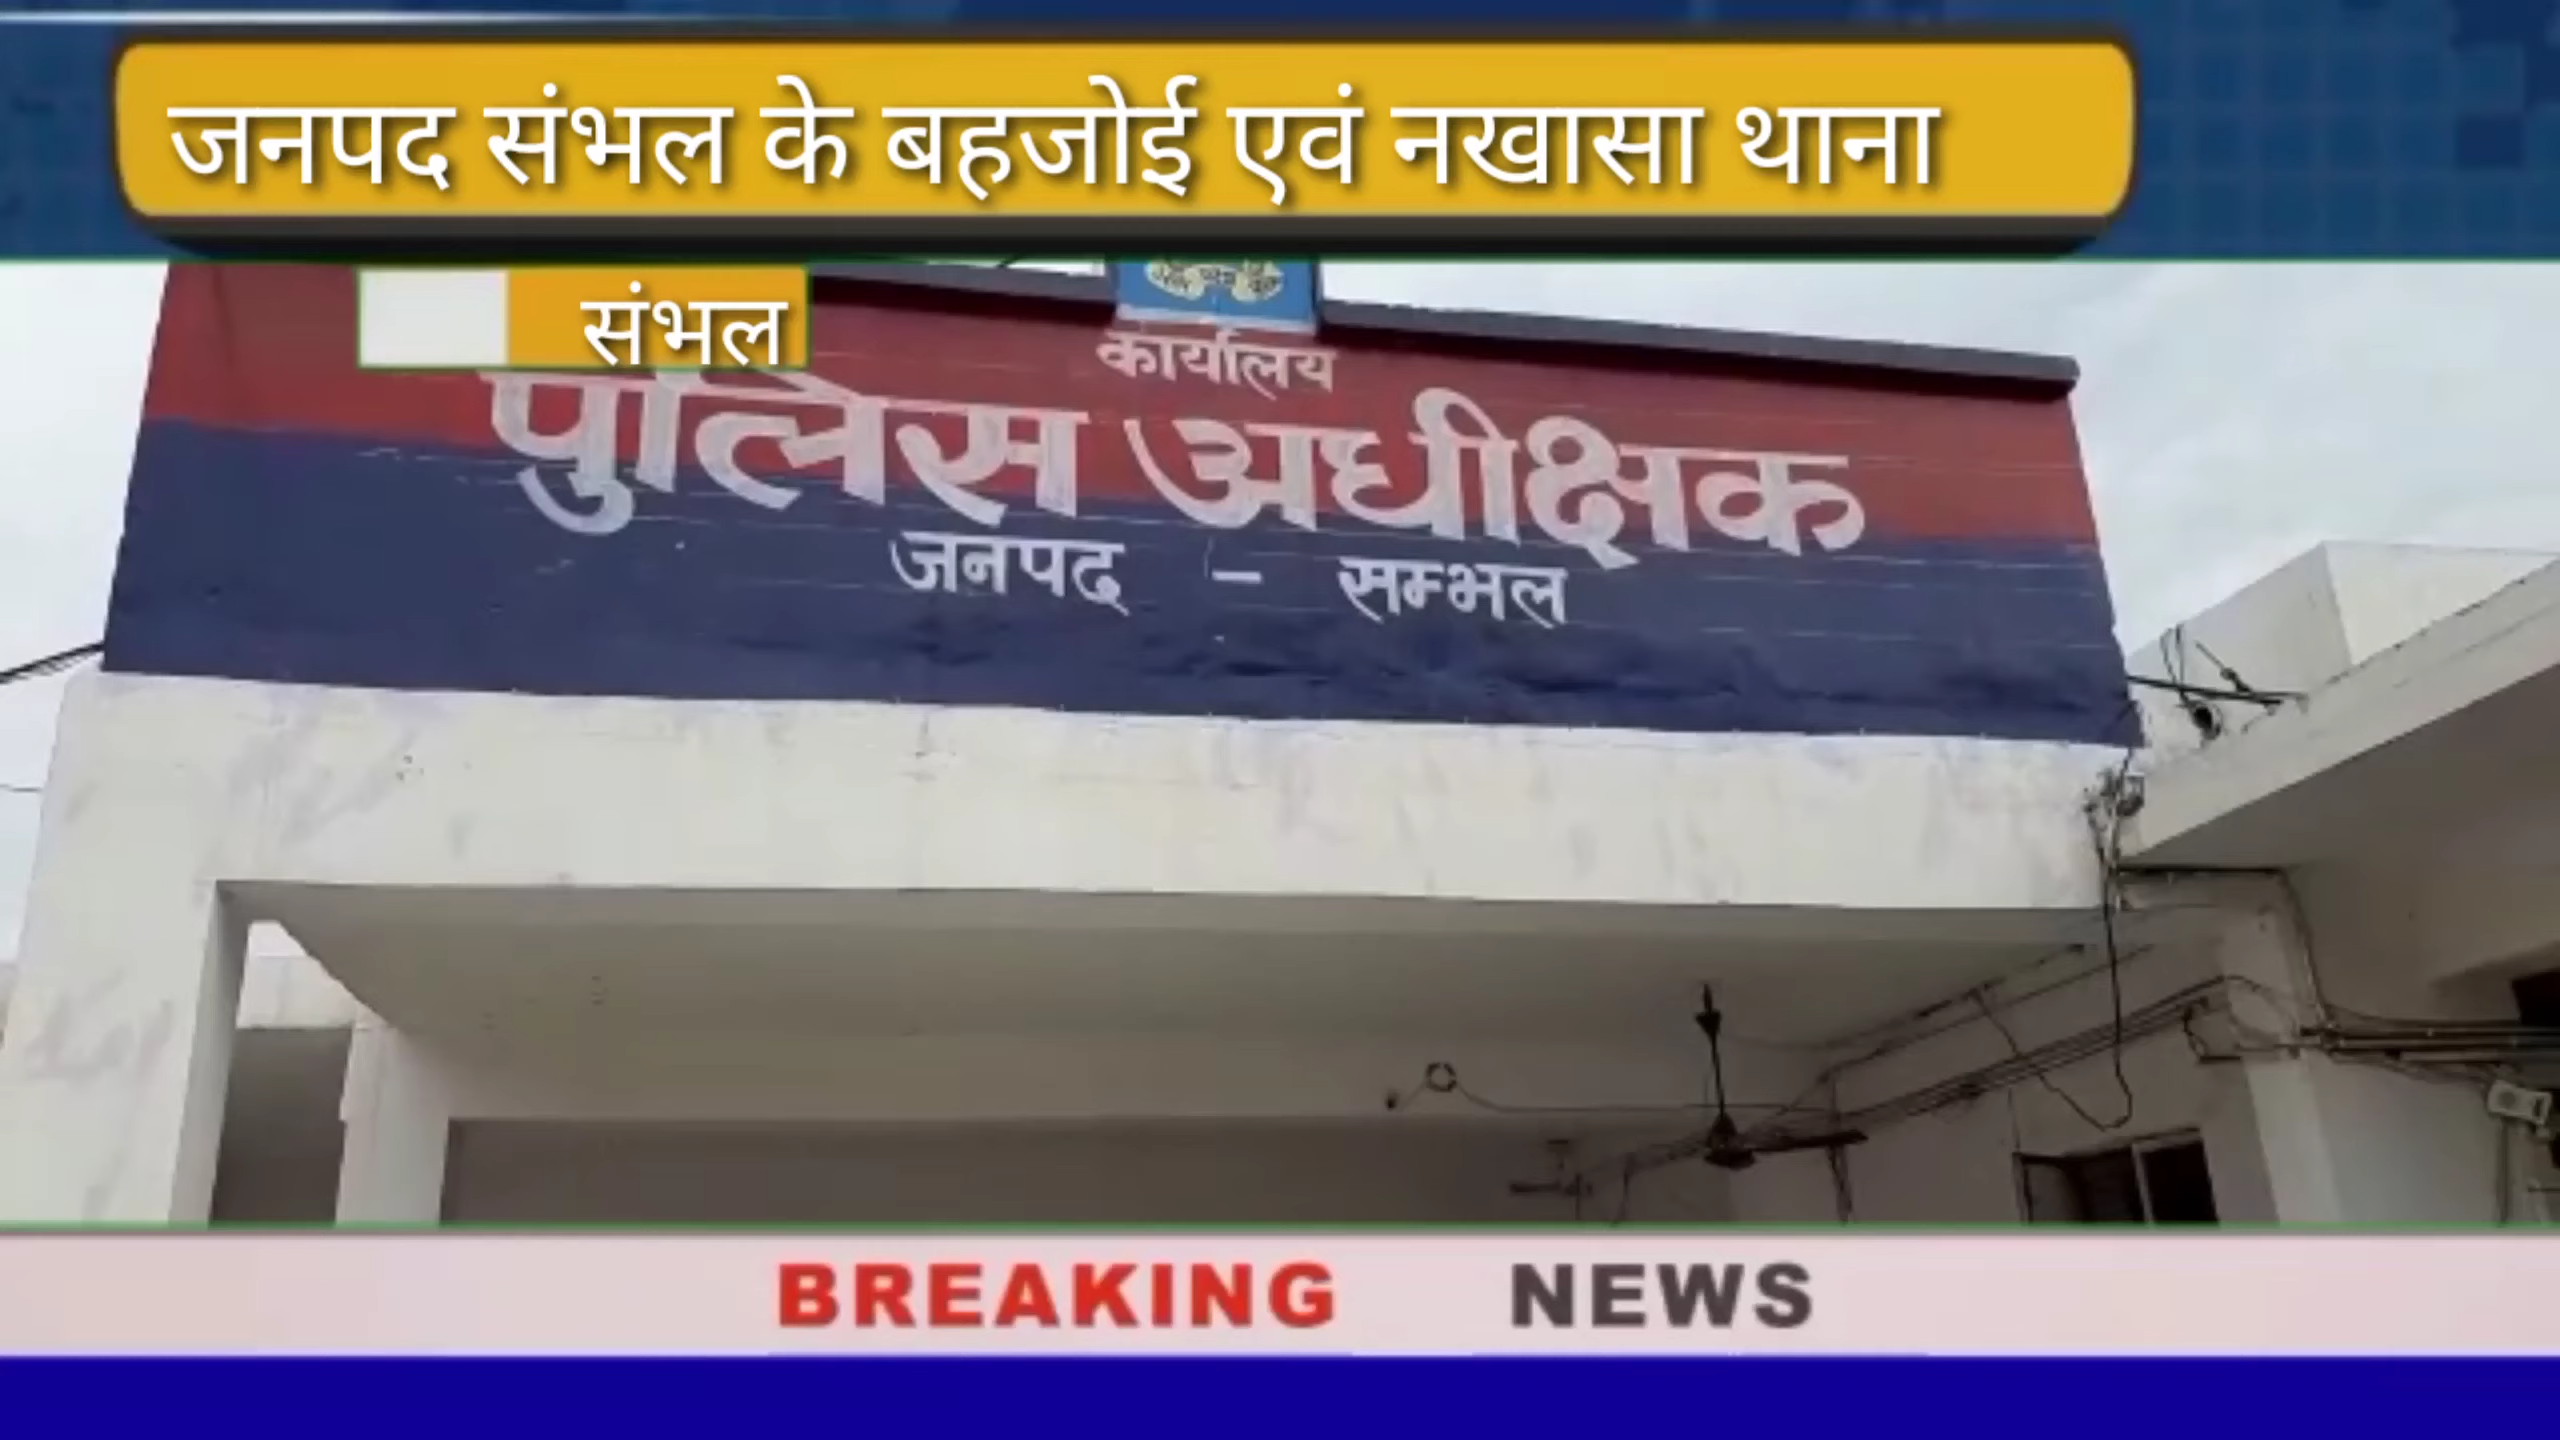 जनपद संभल के बहजोई एवं नखासा थाना
संभल
कार्यालय
पुलिस अधीक्षक
जनपद - सम्भल
BREAKING NEWS